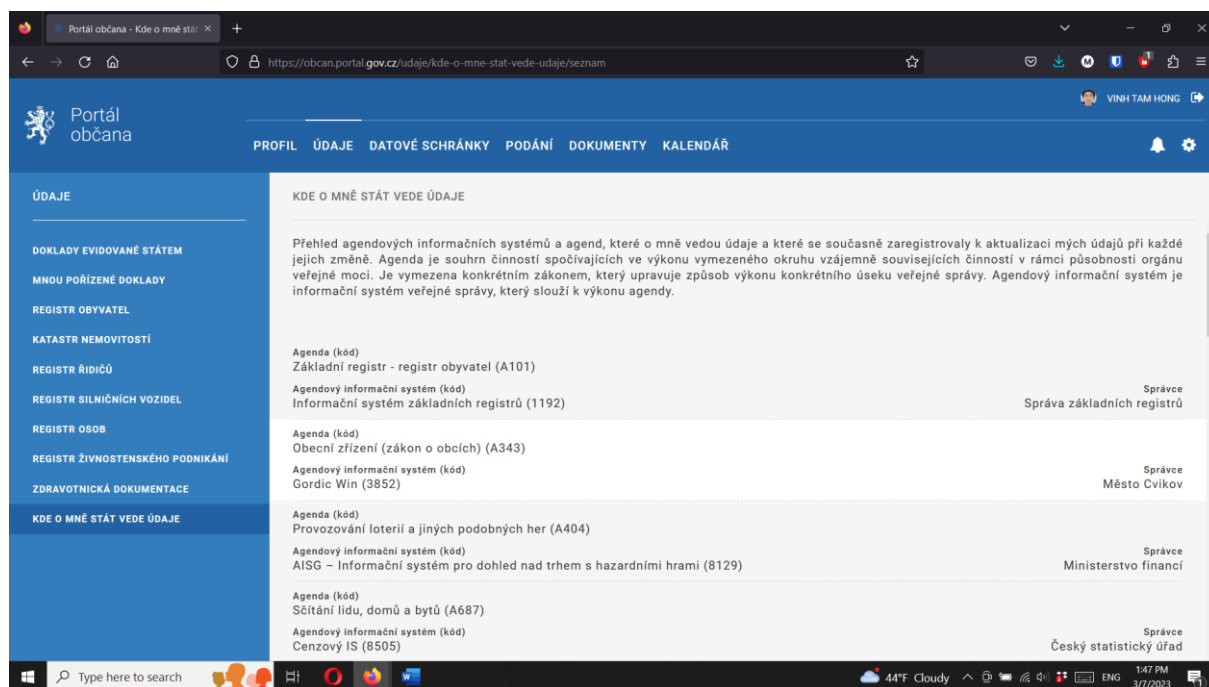 Portál občana - Kde o mně stát
https://obcan.portal.gov.cz/udaje/kde-o-mne-stat-vede-udaje/seznam
VINH TAM HONG
Portál
občana
PROFIL ÚDAJE DATOVÉ SCHRÁNKY PODÁNÍ DOKUMENTY KALENDÁŘ
ÚDAJE
DOKLADY EVIDOVANÉ STÁTEM
MNOU POŘÍZENÉ DOKLADY
REGISTR OBYVATEL
KATASTR NEMOVITOSTÍ
REGISTR ŘIDIČŮ
REGISTR SILNIČNÍCH VOZIDEL
REGISTR OSOB
REGISTR ŽIVNOSTENSKÉHO PODNIKÁNÍ
ZDRAVOTNICKÁ DOKUMENTACE
KDE O MNĚ STÁT VEDE ÚDAJE
KDE O MNĚ STÁT VEDE ÚDAJE
Přehled agendových informačních systémů a agend, které o mně vedou údaje a které se současně zaregistrovaly k aktualizaci mých údajů při každé
jejich změně. Agenda je souhrn činností spočívajících ve výkonu vymezeného okruhu vzájemně souvisejících činností v rámci působnosti orgánu
veřejné moci. Je vymezena konkrétním zákonem, který upravuje způsob výkonu konkrétního úseku veřejné správy. Agendový informační systém je
informační systém veřejné správy, který slouží k výkonu agendy.
Agenda (kód)
Základní registr - registr obyvatel (A101)
Agendový informační systém (kód) Správce
Informační systém základních registrů (1192) Správa základních registrů
Agenda (kód)
Obecní zřízení (zákon o obcích) (A343)
Agendový informační systém (kód) Správce
Gordic Win (3852) Město Cvikov
Agenda (kód)
Provozování loterií a jiných podobných her (A404)
Agendový informační systém (kód) Správce
AISG – Informační systém pro dohled nad trhem s hazardními hrami (8129) Ministerstvo financí
Agenda (kód)
Sčítání lidu, domů a bytů (A687)
Agendový informační systém (kód) Správce
Cenzový IS (8505) Český statistický úřad
Type here to search 44°F Cloudy ENG 1:47 PM
3/7/2023